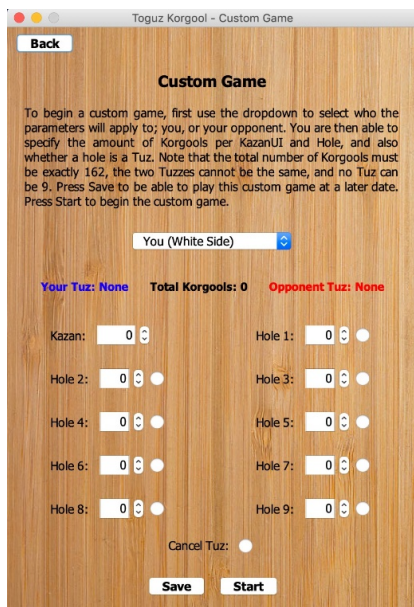 Toguz Korgool - Custom Game
Back
Custom Game
To begin a custom game, first use the dropdown to select who the
parameters will apply to; you, or your opponent. You are then able to
specify the amount of Korgools per KazanUI and Hole, and also
whether a hole is a Tuz. Note that the total number of Korgools must
be exactly 162, the two Tuzzes cannot be the same, and no Tuz can
be 9. Press Save to be able to play this custom game at a later date.
Press Start to begin the custom game.
You (White Side)
Your Tuz: None Total Korgools: 0 Opponent Tuz: None
Kazan: 0 Hole 1: 0
Hole 2: 0 Hole 3: 0
Hole 4: 0 Hole 5: 0
Hole 6: 0 Hole 7: 0
Hole 8: 0 Hole 9: 0
Cancel Tuz:
Save Start